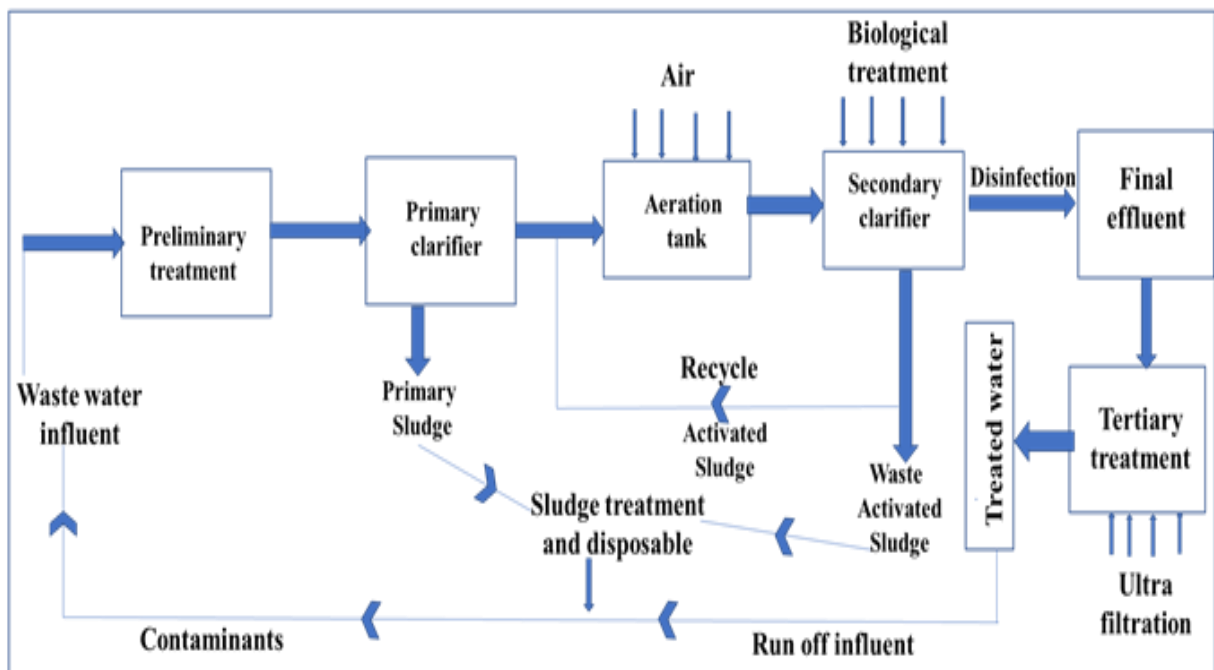 Biological
treatment
Air
Preliminary
treatment
Primary
clarifier
Aeration
tank
Secondary
clarifier
Disinfection
Final
effluent
Waste water
influent
Primary
Sludge
Recycle
Activated
Sludge
Waste
Activated
Sludge
Treated water
Tertiary
treatment
Sludge treatment
and disposable
Ultra
filtration
Contaminants
Run off influent